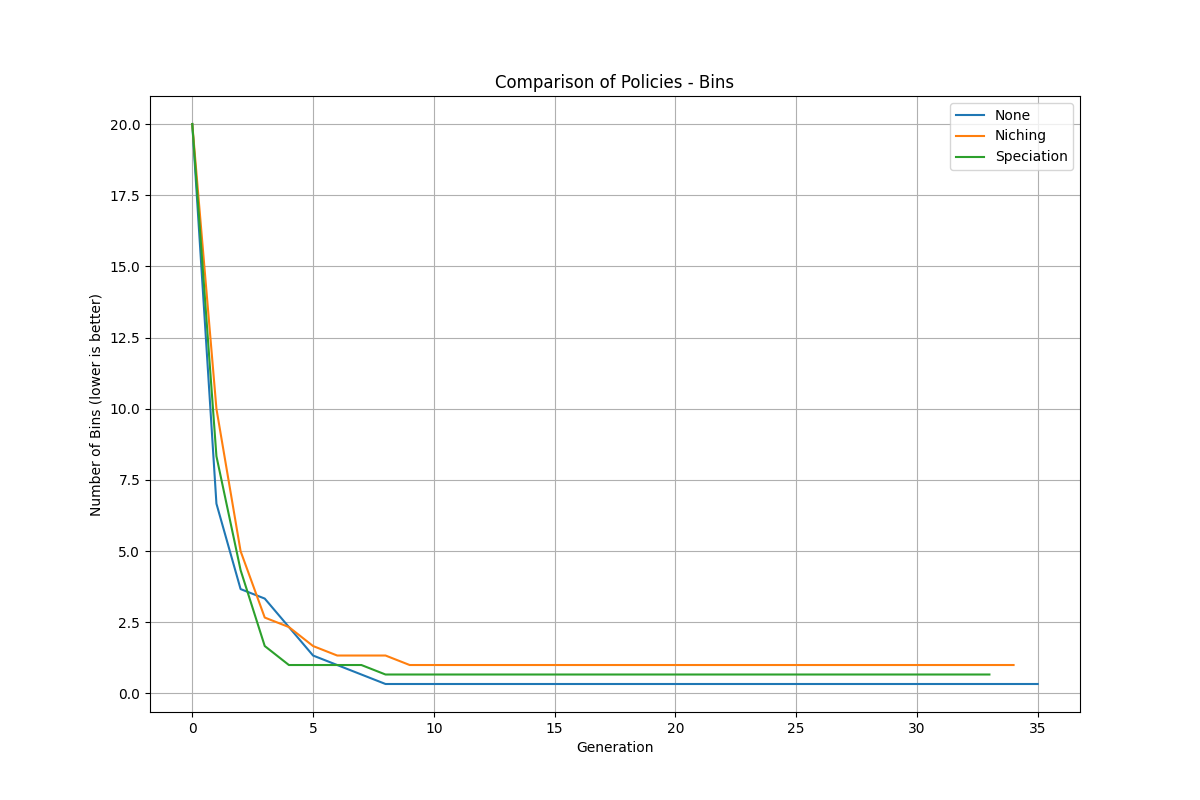 Comparison of Policies - Bins
None
Niching
Speciation
Number of Bins (lower is better)
20.0
17.5
15.0
12.5
10.0
7.5
5.0
2.5
0.0
0 5 10 15 20 25 30 35
Generation